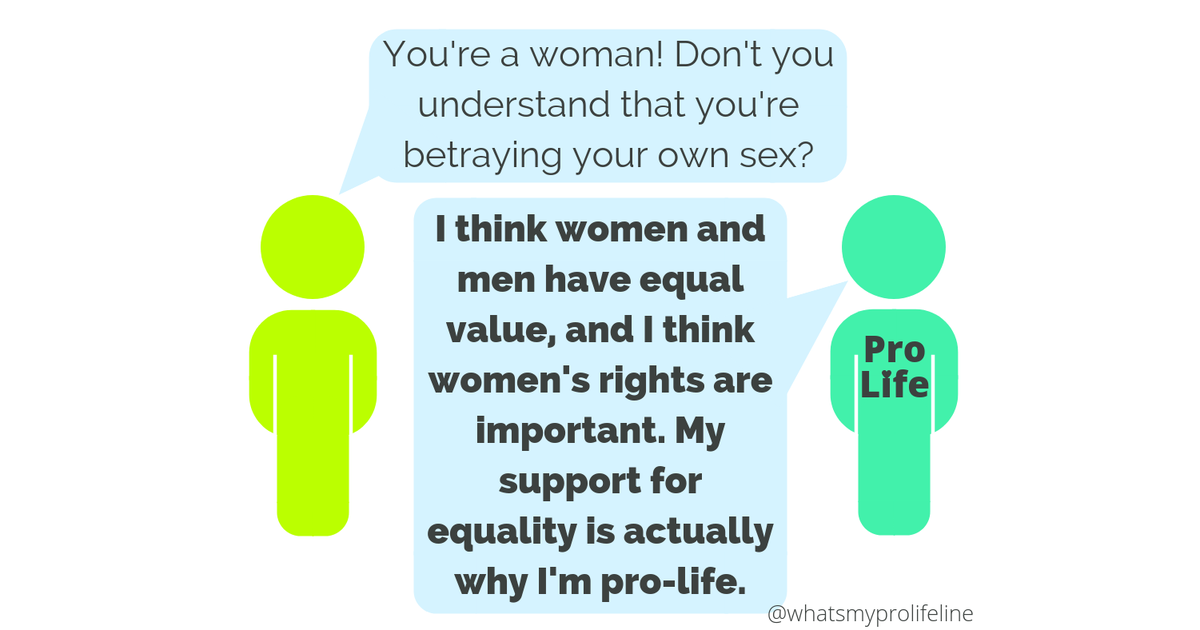 You're a woman! Don't you
understand that you're
betraying your own sex?
I think women and
men have equal
value, and I think
women's rights are
important. My
support for
equality is actually
why I'm pro-life.
Pro
Life
@whatsmyprolifeline